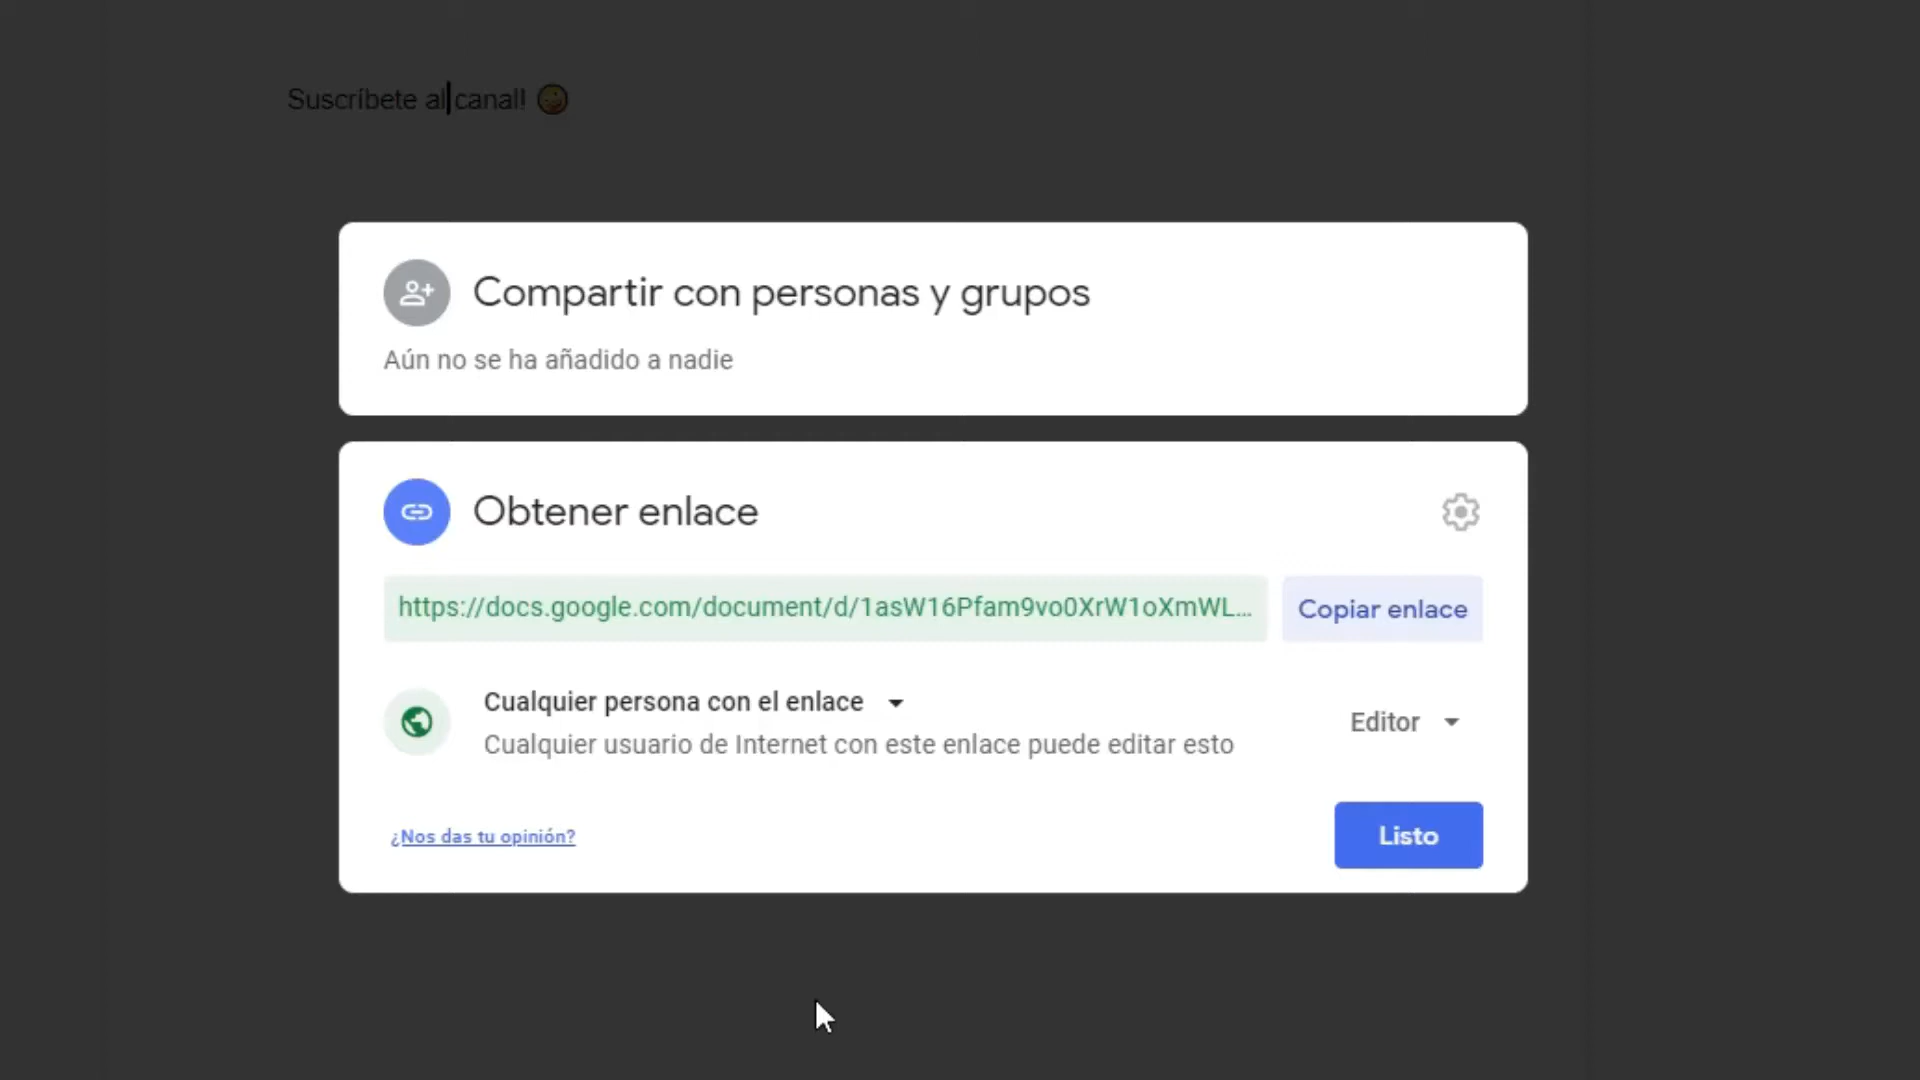 Suscríbete al canal! 😜
Compartir con personas y grupos
Aún no se ha añadido a nadie
Obtener enlace
https://docs.google.com/document/d/1asW16Pfam9vo0XrW1oXmWL...
Copiar enlace
Cualquier persona con el enlace
Cualquier usuario de Internet con este enlace puede editar esto
Editor
¿Nos das tu opinión?
Listo